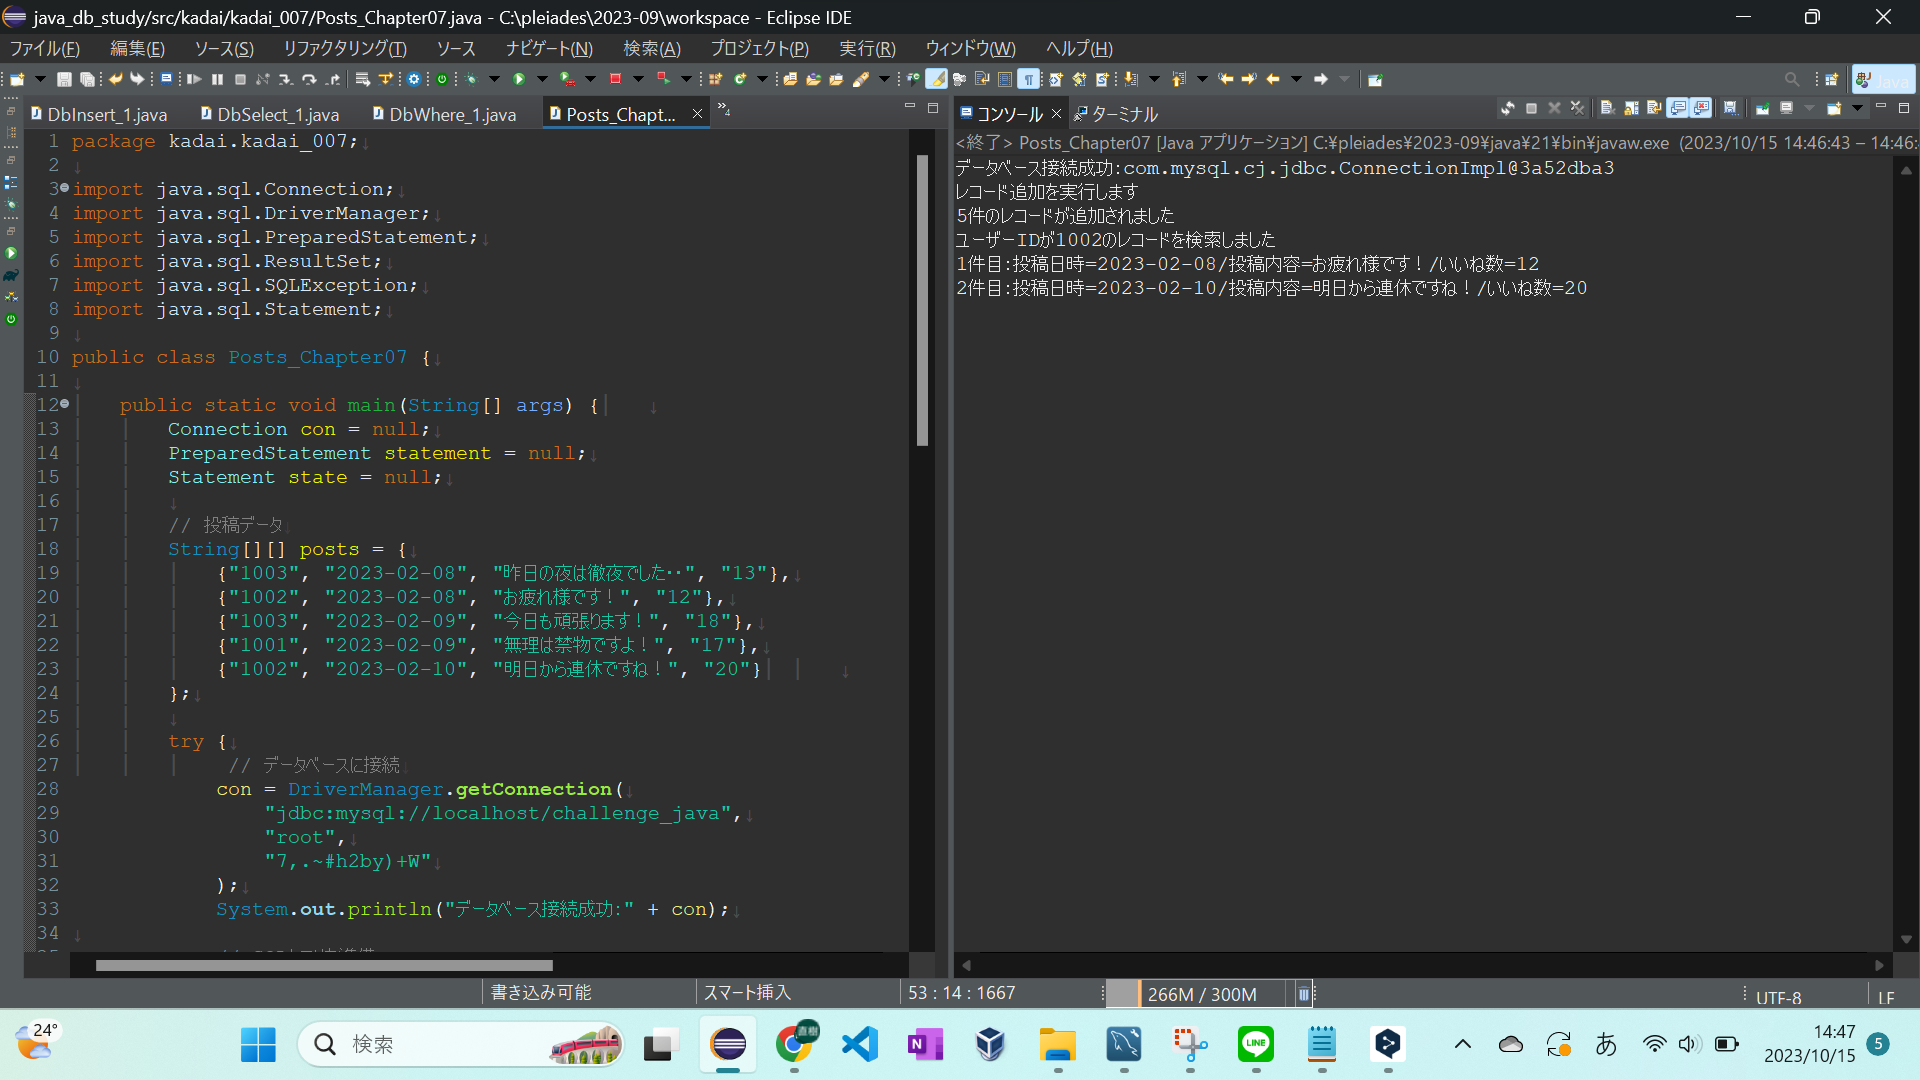 java_db_study/src/kadai/kadai_007/Posts_Chapter07.java - C:\pleiades\2023-09\workspace - Eclipse IDE
ファイル(F) 編集(E) ソース(S) リファクタリング(T) ソース ナビゲート(N) 検索(A) プロジェクト(P) 実行(R) ウィンドウ(W) ヘルプ(H)
Java
DbInsert_1.java DbSelect_1.java DbWhere_1.java Posts_Chapt... »4
1 package kadai.kadai_007;
2
3 import java.sql.Connection;
4 import java.sql.DriverManager;
5 import java.sql.PreparedStatement;
6 import java.sql.ResultSet;
7 import java.sql.SQLException;
8 import java.sql.Statement;
9
10 public class Posts_Chapter07 {
11
12 public static void main(String[] args) {
13 Connection con = null;
14 PreparedStatement statement = null;
15 Statement state = null;
16
17 // 投稿データ
18 String[][] posts = {
19 {"1003", "2023-02-08", "昨日の夜は徹夜でした・・", "13"},
20 {"1002", "2023-02-08", "お疲れ様です！", "12"},
21 {"1003", "2023-02-09", "今日も頑張ります！", "18"},
22 {"1001", "2023-02-09", "無理は禁物ですよ！", "17"},
23 {"1002", "2023-02-10", "明日から連休ですね！", "20"}
24 };
25
26 try {
27 // データベースに接続
28 con = DriverManager.getConnection(
29 "jdbc:mysql://localhost/challenge_java",
30 "root",
31 "7,.~#h2by)+W"
32 );
33 System.out.println("データベース接続成功:" + con);
34
コンソール ターミナル
<終了> Posts_Chapter07 [Java アプリケーション] C:¥pleiades¥2023-09¥java¥21¥bin¥javaw.exe (2023/10/15 14:46:43 – 14:46:
データベース接続成功:com.mysql.cj.jdbc.ConnectionImpl@3a52dba3
レコード追加を実行します
5件のレコードが追加されました
ユーザーIDが1002のレコードを検索しました
1件目:投稿日時=2023-02-08/投稿内容=お疲れ様です！/いいね数=12
2件目:投稿日時=2023-02-10/投稿内容=明日から連休ですね！/いいね数=20
書き込み可能 スマート挿入 53 : 14 : 1667 266M / 300M UTF-8 LF
24° 検索 直樹 N LINE あ 14:47 5
2023/10/15